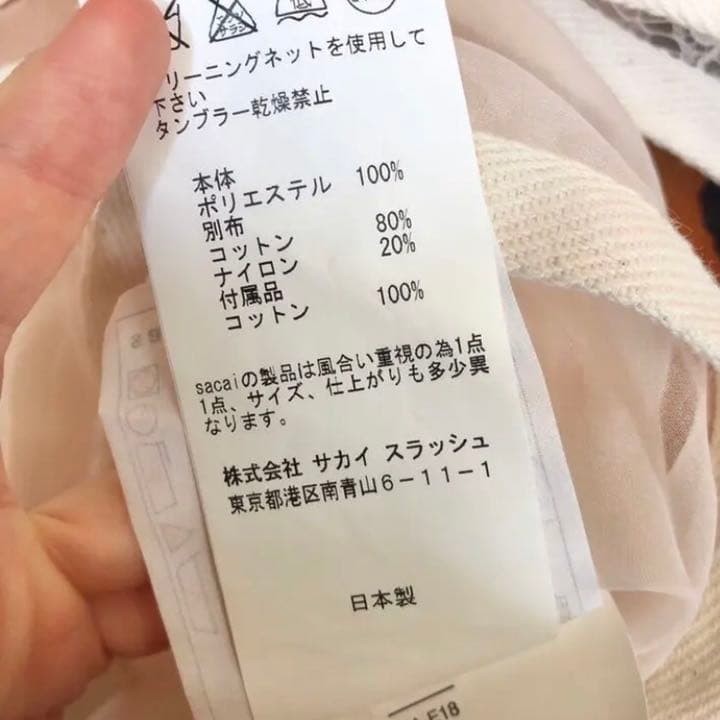 リーニングネットを使用して
下さい
タンブラー乾燥禁止
本体
ポリエステル 100%
別布
コットン 80%
ナイロン 20%
付属品
コットン 100%
sacaiの製品は風合い重視の為1点
1点、サイズ、仕上がりも多少異
なります。
株式会社 サカイ スラッシュ
東京都港区南青山6-11-1
日本製